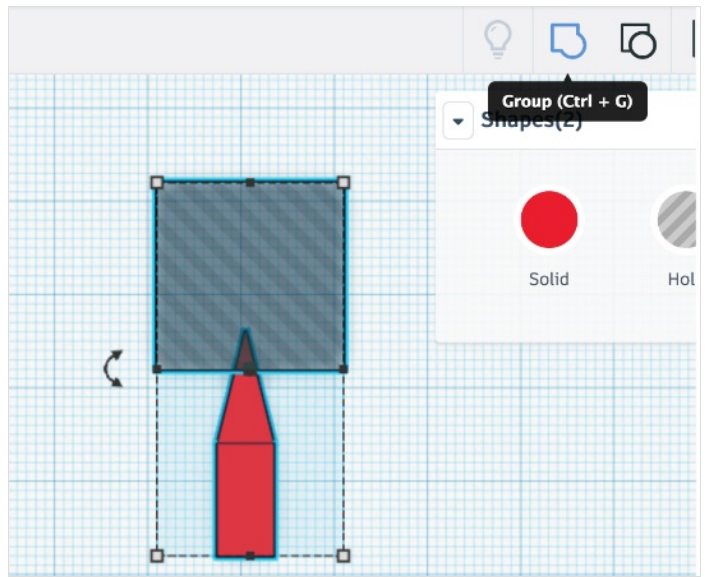 Group (Ctrl + G)
Shapes(2)
Solid
Hol